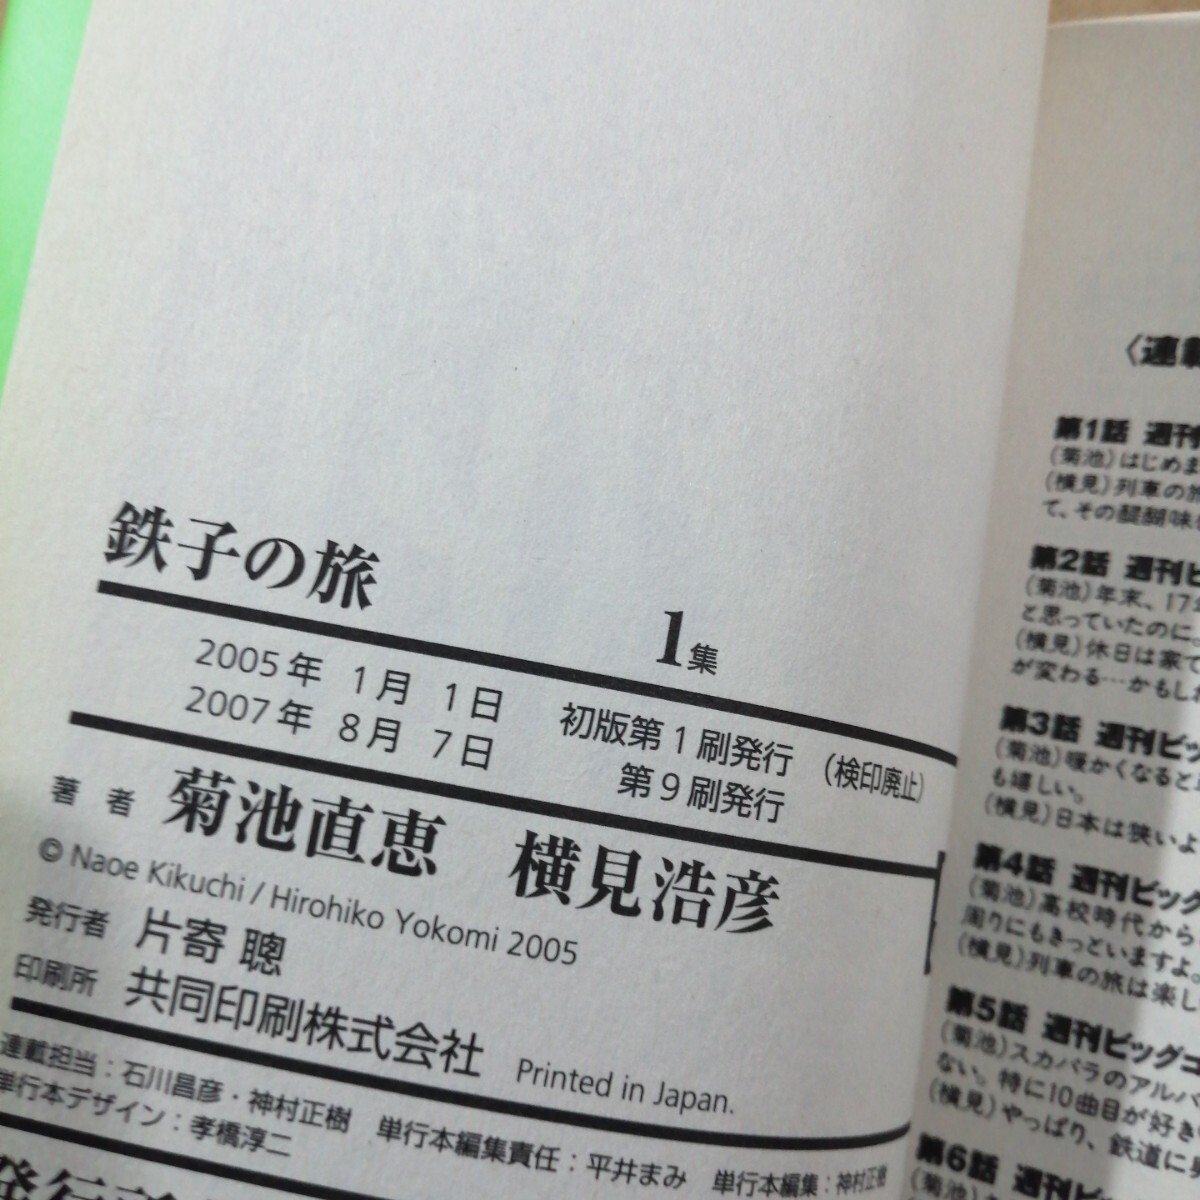 鉄子の旅
1集
2005年 1月 1日 初版第1刷発行 (検印廃止)
2007年 8月 7日 第9刷発行
著者 菊池直恵 横見浩彦
© Naoe Kikuchi / Hirohiko Yokomi 2005
発行者 片寄 聰
印刷所 共同印刷株式会社 Printed in Japan.
連載担当:石川昌彦・神村正樹 単行本編集責任:平井まみ 単行本編集:神村正樹
単行本デザイン:孝橋淳二
〈連載
第1話 週刊
(菊池)はじめま
(横見)列車の旅
て、その醍醐味
第2話 週刊ビ
(菊池)年末、17
と思っていたのに、
(横見)休日は家で
が変わる…かもし
第3話 週刊ビッ
(菊池)暖かくなると
も嬉しい。
(横見)日本は狭いよ
第4話 週刊ビッグ
(菊池)高校時代から
周りにもきっといますよ。
(横見)列車の旅は楽し
第5話 週刊ビッグコ
(菊池)スカパラのアルバ
ない。特に10曲目が好き
(横見)やっぱり、鉄道に
第6話 週刊ビッグ
(菊池)